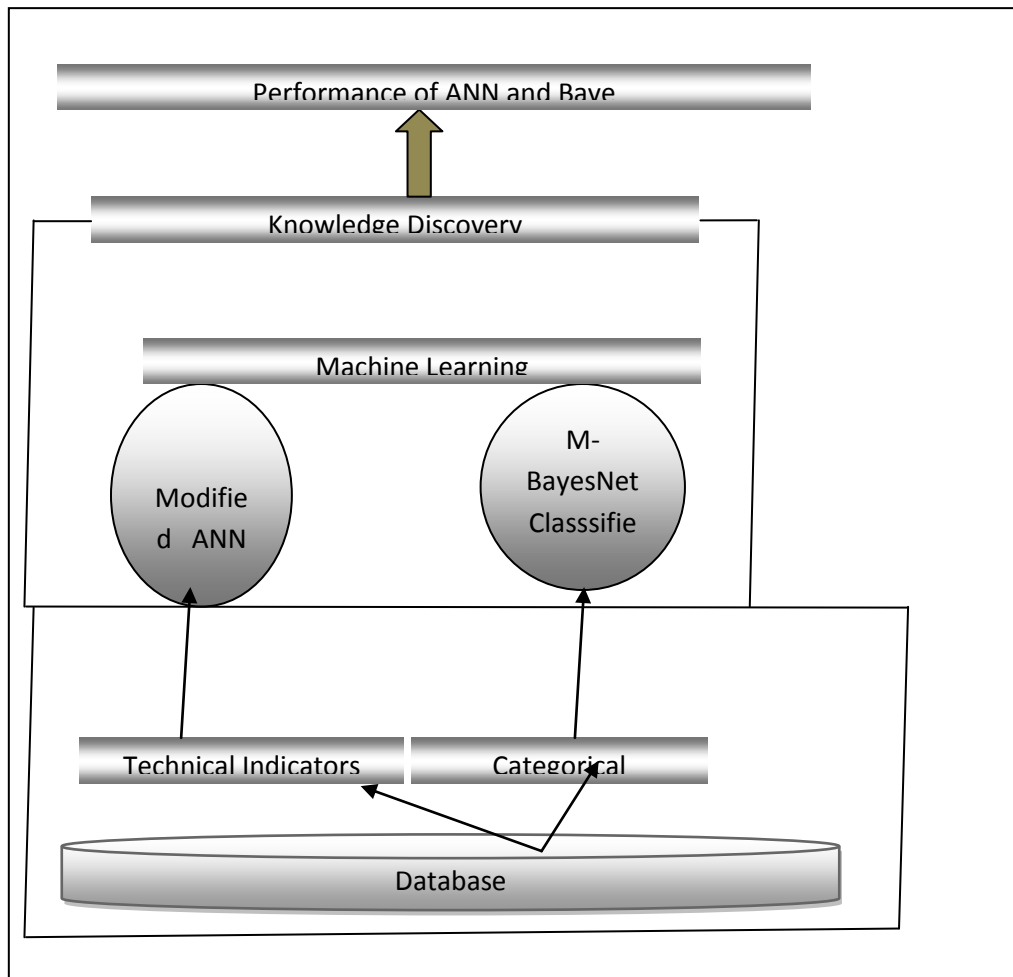 Performance of ANN and Baye
Knowledge Discovery
Machine Learning
Modifie
d ANN
M-
BayesNet
Classsifie
Technical Indicators
Categorical
Database